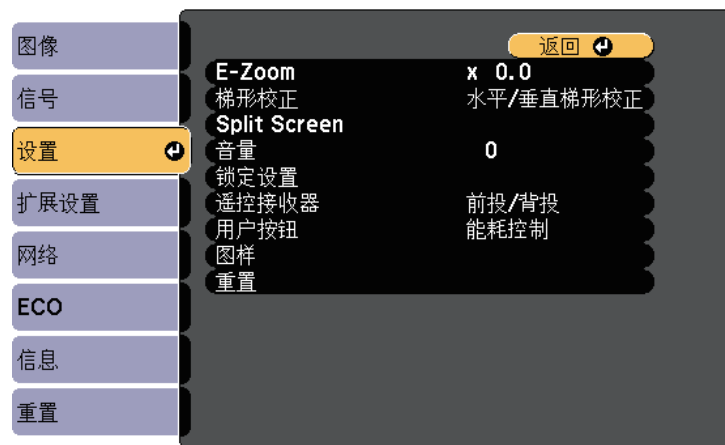 图像
信号
设置
扩展设置
网络
ECO
信息
重置
返回
E-Zoom x 0.0
梯形校正 水平/垂直梯形校正
Split Screen
音量 0
锁定设置
遥控接收器 前投/背投
用户按钮 能耗控制
图样
重置